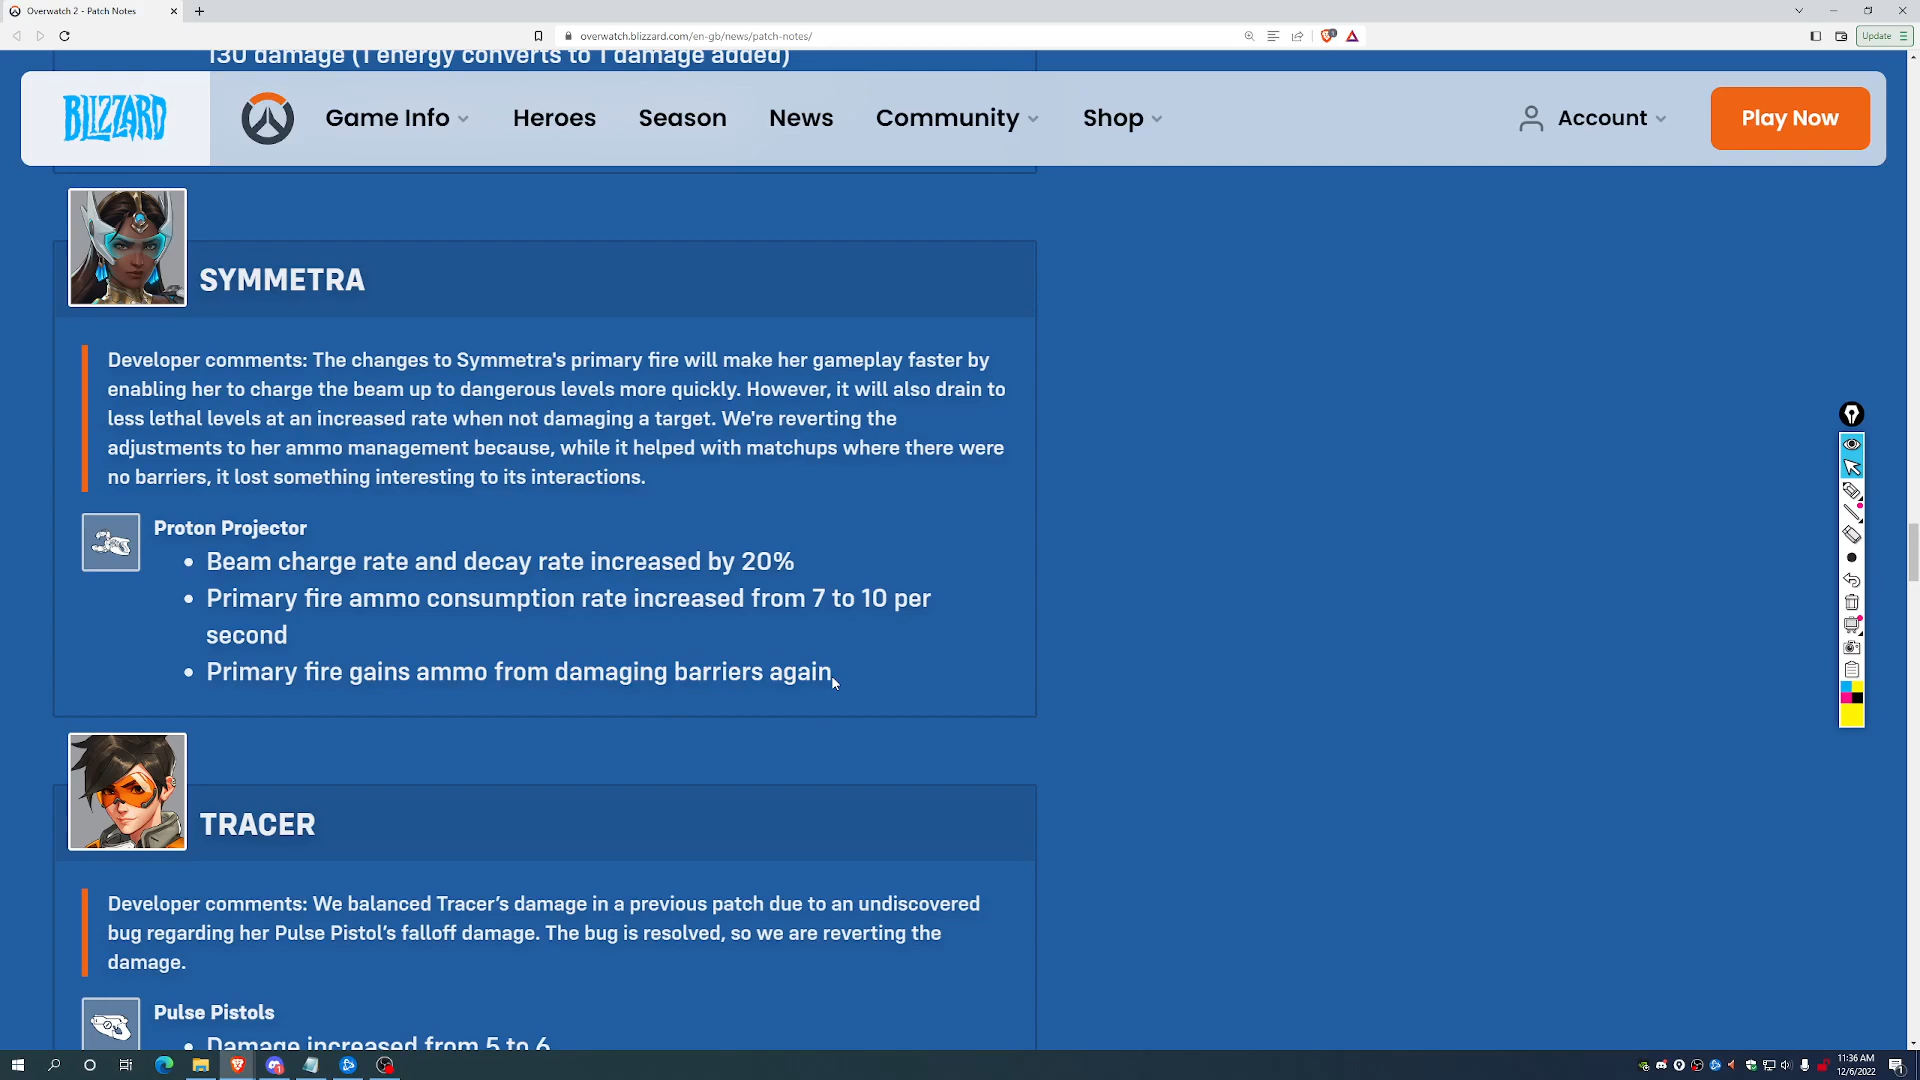 Overwatch 2 - Patch Notes
overwatch.blizzard.com/en-gb/news/patch-notes/
Update
130 damage (1 energy converts to 1 damage added)
BLIZZARD
Game Info
Heroes
Season
News
Community
Shop
Account
Play Now
SYMMETRA
Developer comments: The changes to Symmetra's primary fire will make her gameplay faster by
enabling her to charge the beam up to dangerous levels more quickly. However, it will also drain to
less lethal levels at an increased rate when not damaging a target. We're reverting the
adjustments to her ammo management because, while it helped with matchups where there were
no barriers, it lost something interesting to its interactions.
Proton Projector
• Beam charge rate and decay rate increased by 20%
• Primary fire ammo consumption rate increased from 7 to 10 per
second
• Primary fire gains ammo from damaging barriers again.
TRACER
Developer comments: We balanced Tracer’s damage in a previous patch due to an undiscovered
bug regarding her Pulse Pistol’s falloff damage. The bug is resolved, so we are reverting the
damage.
Pulse Pistols
• Damage increased from 5 to 6
11:36 AM
12/6/2022